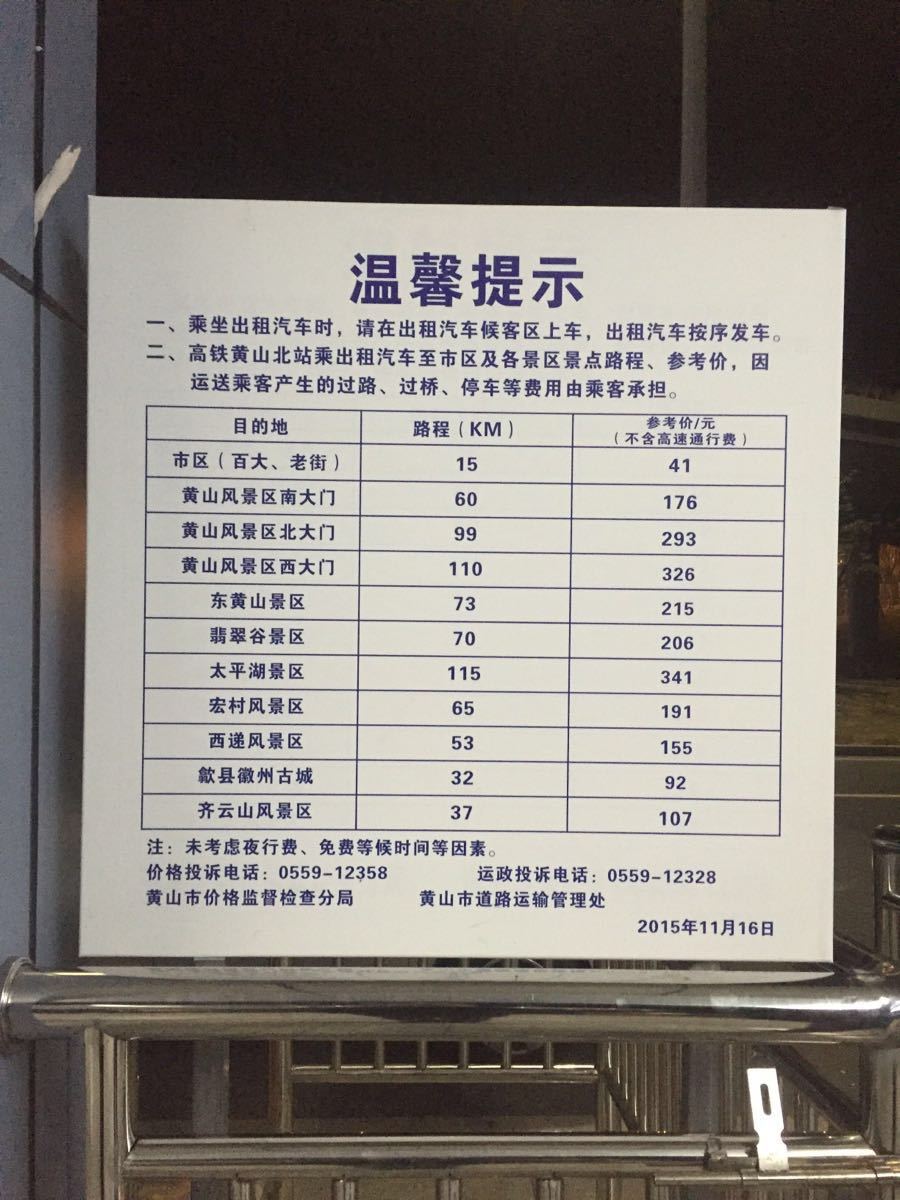 温馨提示
一、乘坐出租汽车时，请在出租汽车候客区上车，出租汽车按序发车。
二、高铁黄山北站乘出租汽车至市区及各景区景点路程、参考价，因
运送乘客产生的过路、过桥、停车等费用由乘客承担。
目的地 路程（KM） 参考价/元（不含高速通行费）
市区（百大、老街） 15 41
黄山风景区南大门 60 176
黄山风景区北大门 99 293
黄山风景区西大门 110 326
东黄山景区 73 215
翡翠谷景区 70 206
太平湖景区 115 341
宏村风景区 65 191
西递风景区 53 155
歙县徽州古城 32 92
齐云山风景区 37 107
注：未考虑夜行费、免费等候时间等因素。
价格投诉电话：0559-12358 运政投诉电话：0559-12328
黄山市价格监督检查分局 黄山市道路运输管理处
2015年11月16日